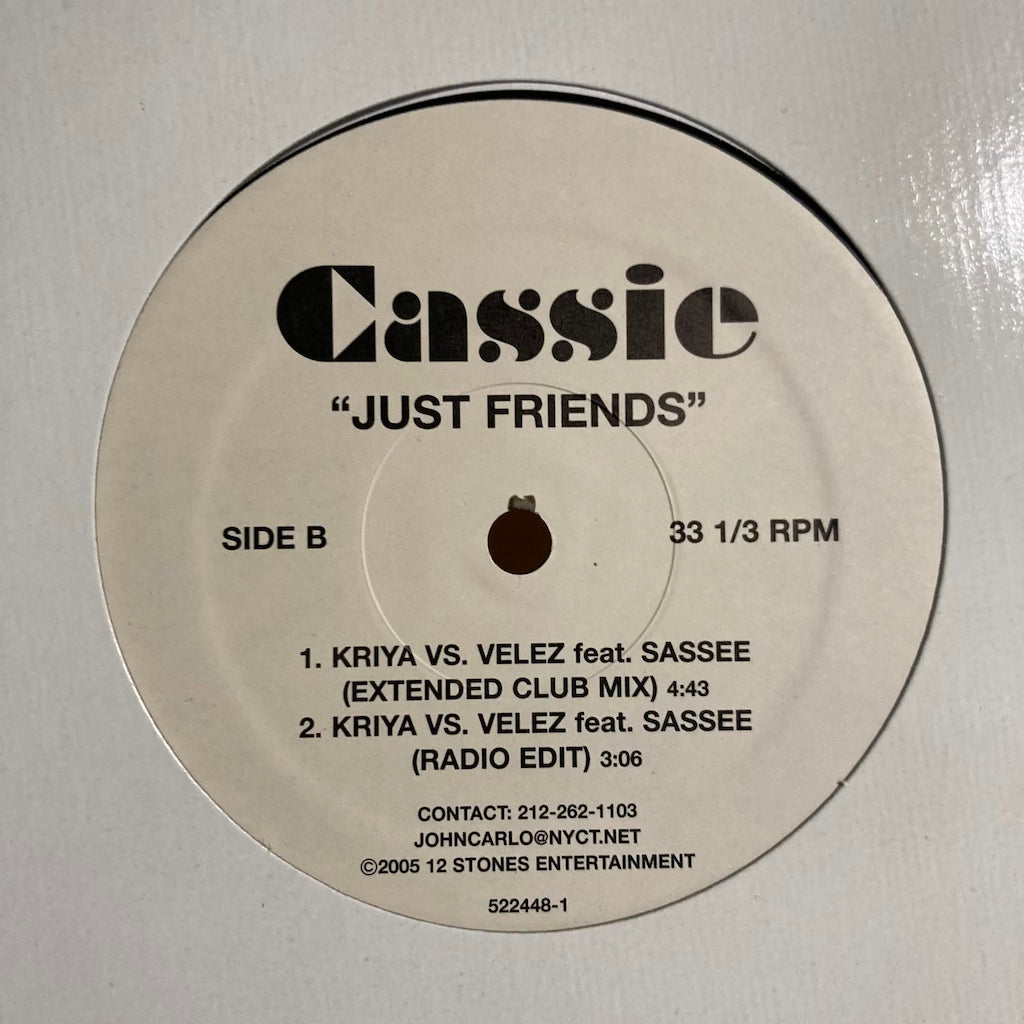 Cassie
“JUST FRIENDS”
SIDE B
33 1/3 RPM
1. KRIYA VS. VELEZ feat. SASSEE
(EXTENDED CLUB MIX) 4:43
2. KRIYA VS. VELEZ feat. SASSEE
(RADIO EDIT) 3:06
CONTACT: 212-262-1103
JOHNCARLO@NYCT.NET
©2005 12 STONES ENTERTAINMENT
522448-1